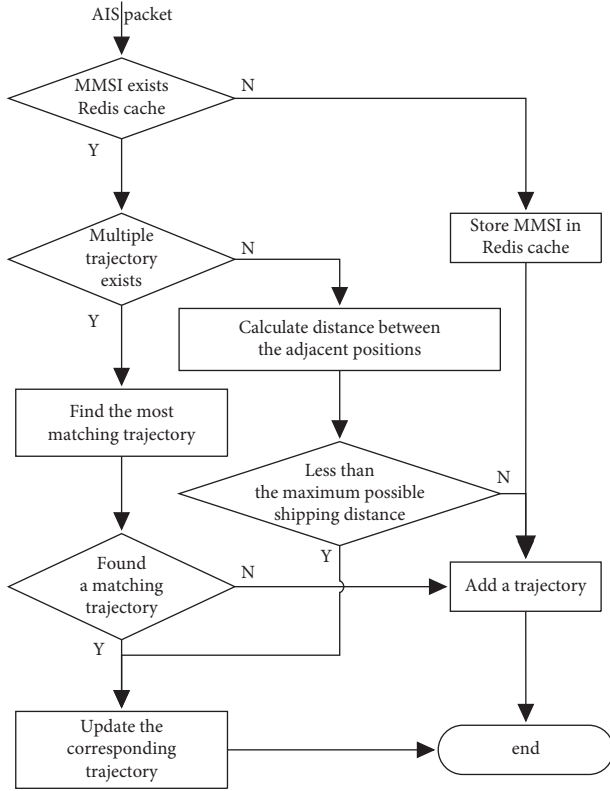 AIS packet
MMSI exists
Redis cache
N
Y
Multiple
trajectory
exists
N
Y
Store MMSI in
Redis cache
Calculate distance between
the adjacent positions
Find the most
matching trajectory
Less than
the maximum possible
shipping distance
N
Y
Found
a matching
trajectory
N
Y
Add a trajectory
Update the
corresponding
trajectory
end